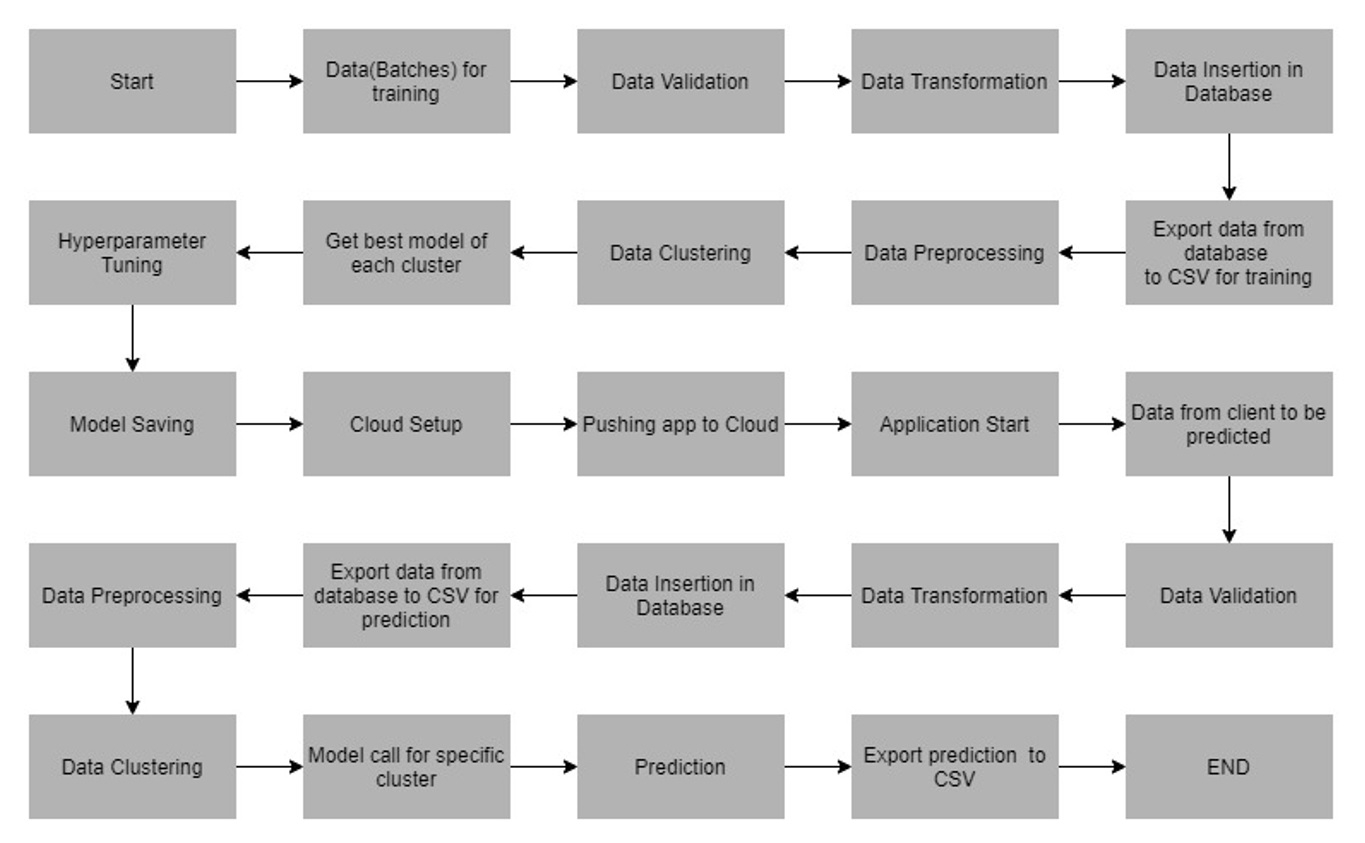 Start
Data(Batches) for
training
Data Validation
Data Transformation
Data Insertion in
Database
Hyperparameter
Tuning
Get best model of
each cluster
Data Clustering
Data Preprocessing
Export data from
database
to CSV for training
Model Saving
Cloud Setup
Pushing app to Cloud
Application Start
Data from client to be
predicted
Data Preprocessing
Export data from
database to CSV for
prediction
Data Insertion in
Database
Data Transformation
Data Validation
Data Clustering
Model call for specific
cluster
Prediction
Export prediction to
CSV
END